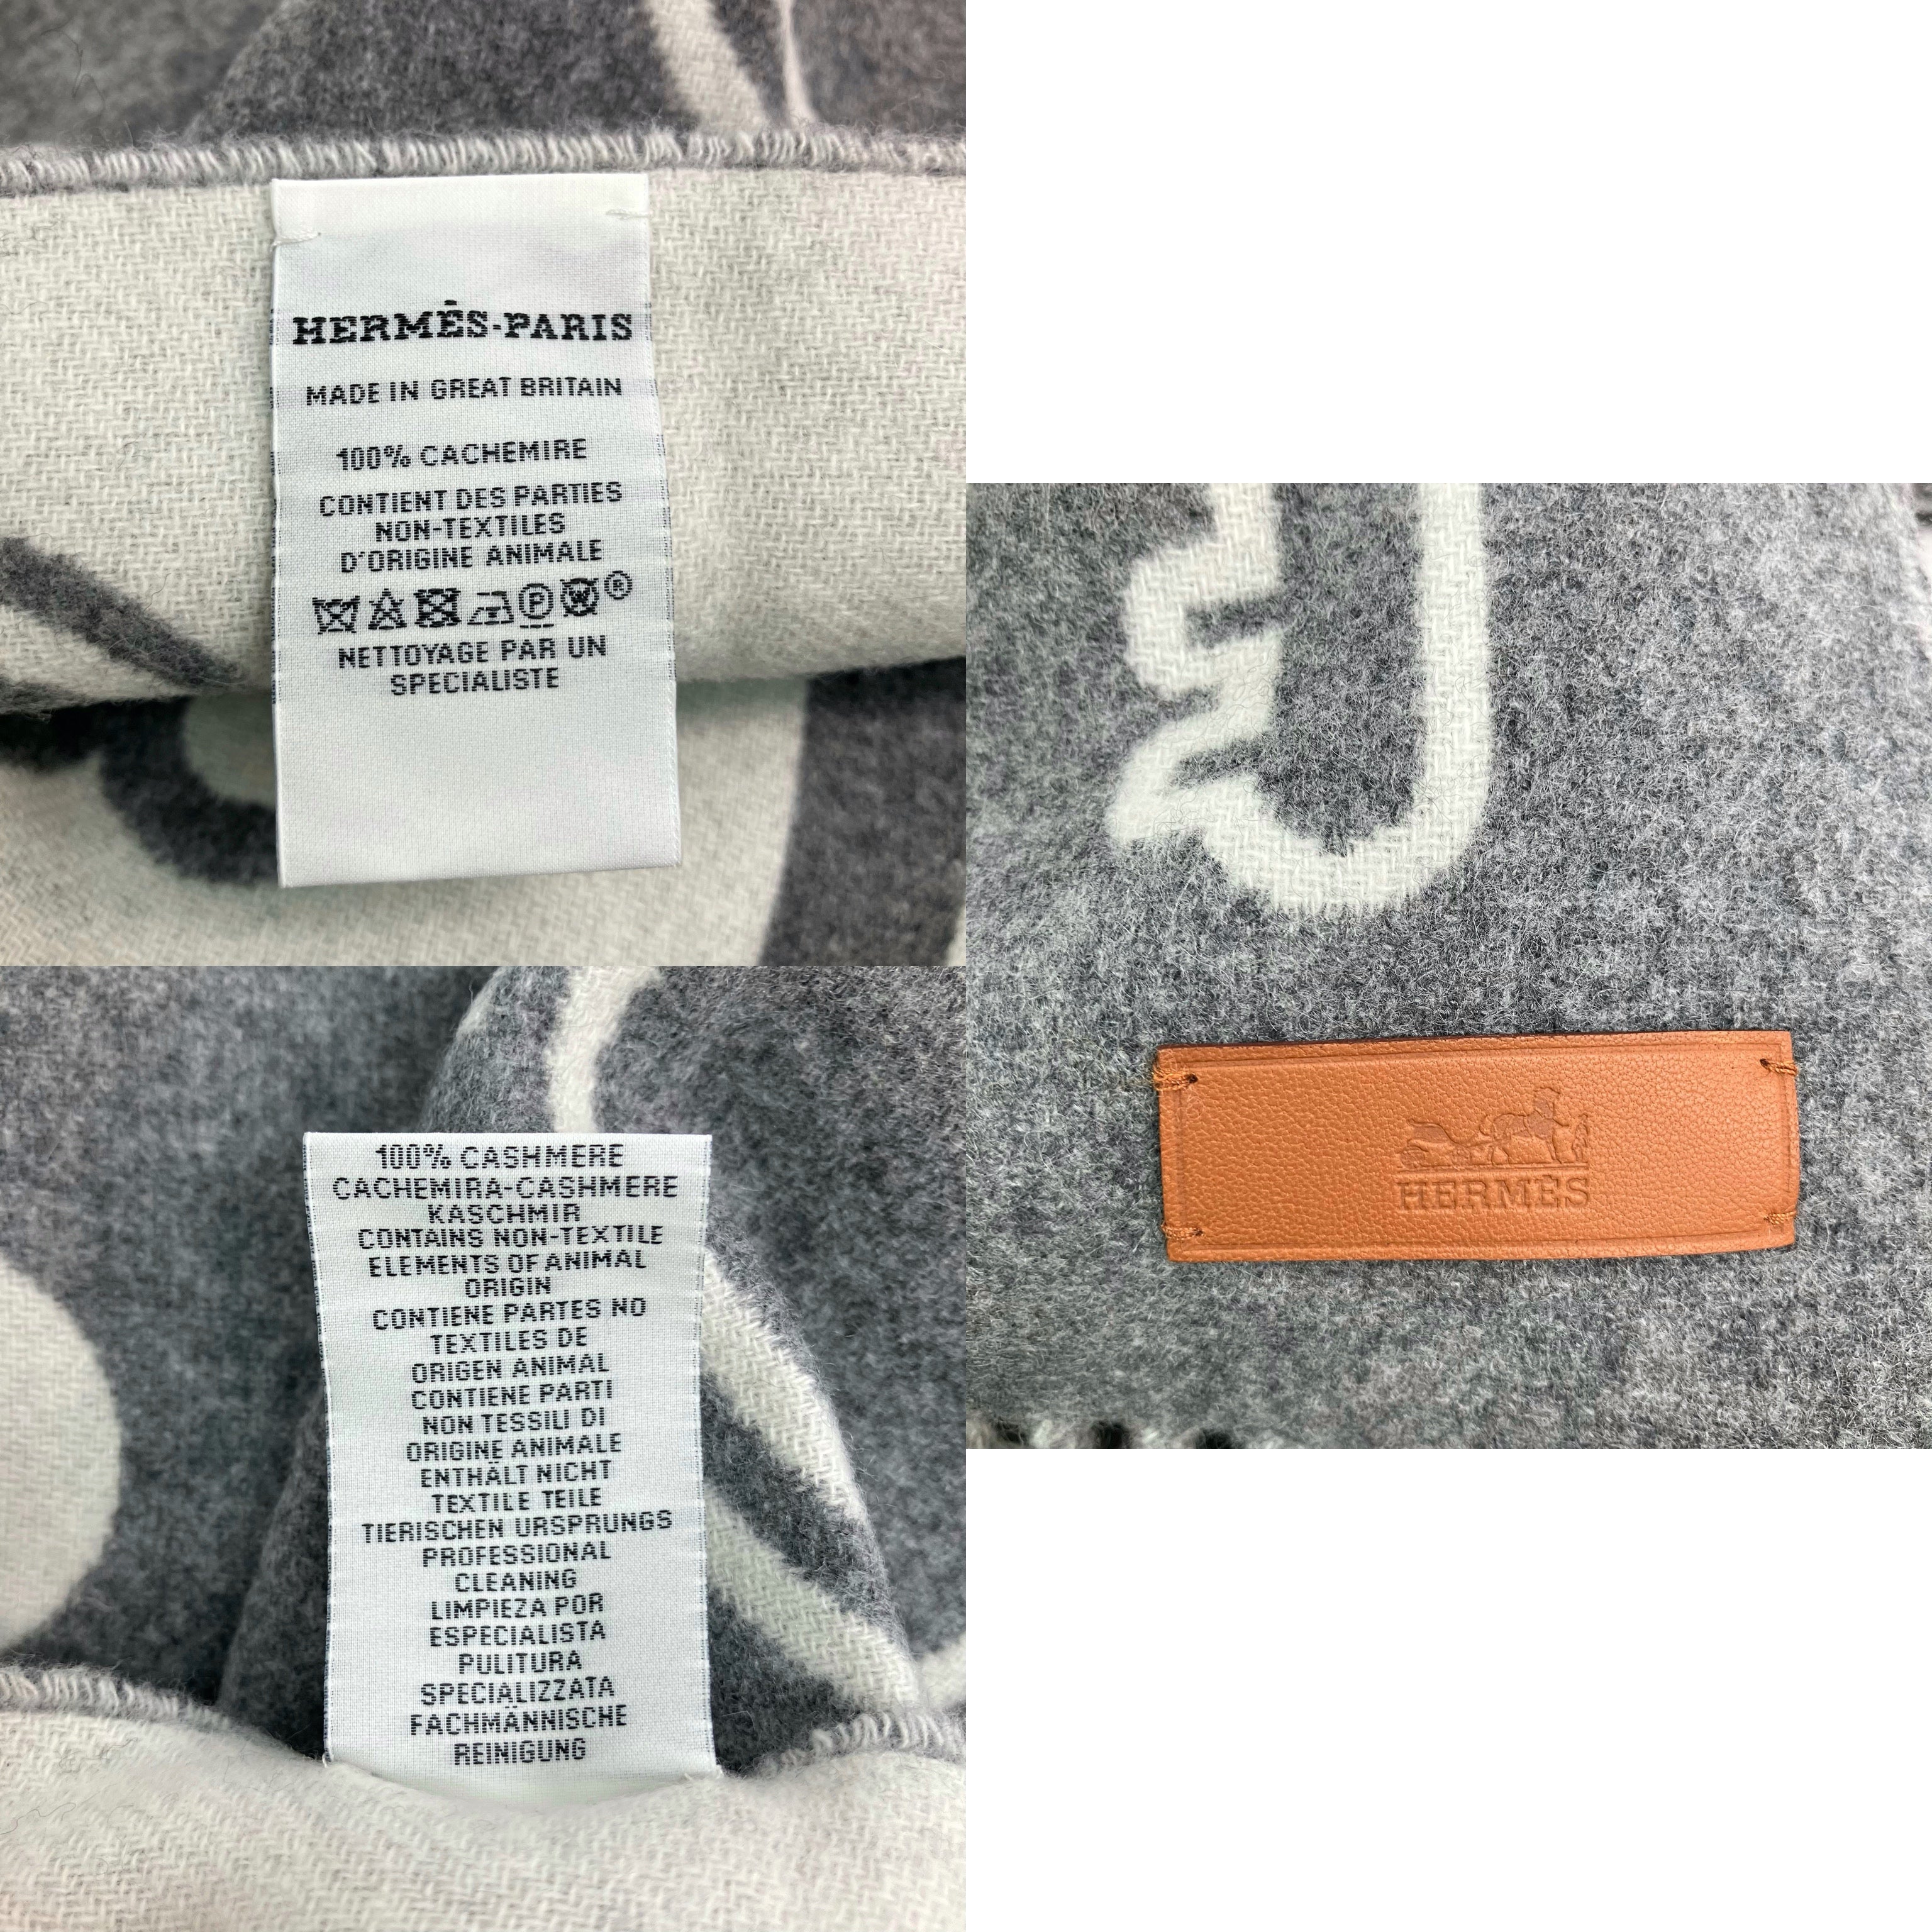 HERMÈS-PARIS
MADE IN GREAT BRITAIN
100% CACHEMIRE
CONTIENT DES PARTIES
NON-TEXTILES
D'ORIGINE ANIMALE
P W ®
NETTOYAGE PAR UN
SPECIALISTE
100% CASHMERE
CACHEMIRA-CASHMERE
KASCHMIR
CONTAINS NON-TEXTILE
ELEMENTS OF ANIMAL
ORIGIN
CONTIENE PARTES NO
TEXTILES DE
ORIGEN ANIMAL
CONTIENE PARTI
NON TESSILI DI
ORIGINE ANIMALE
ENTHÄLT NICHT
TEXTILE TEILE
TIERISCHEN URSPRUNGS
PROFESSIONAL
CLEANING
LIMPIEZA POR
ESPECIALISTA
PULITURA
SPECIALIZZATA
FACHMÄNNISCHE
REINIGUNG
HERMÈS